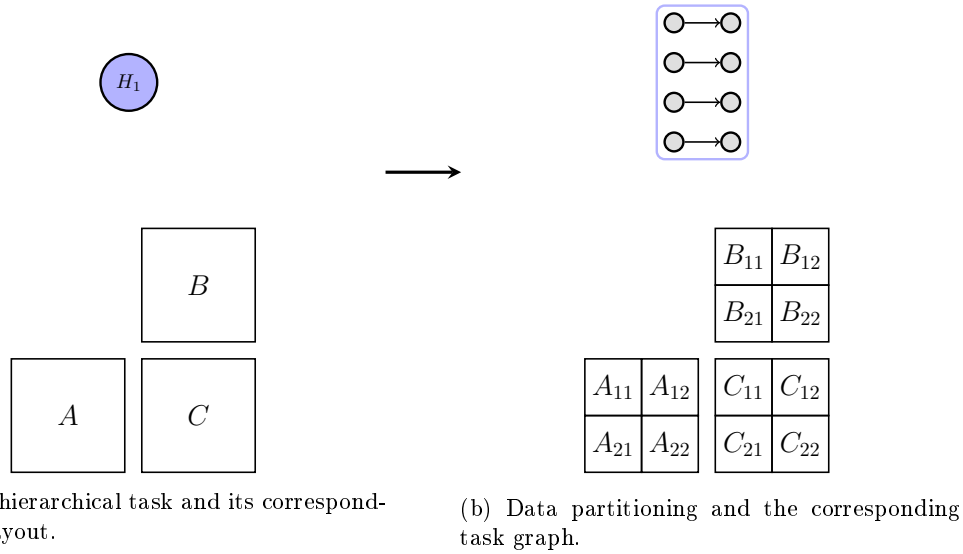 H₁
B
A C
hierarchical task and its correspond-
B₁₁ B₁₂
B₂₁ B₂₂
A₁₁ A₁₂ C₁₁ C₁₂
A₂₁ A₂₂ C₂₁ C₂₂
(b) Data partitioning and the corresponding
task graph.